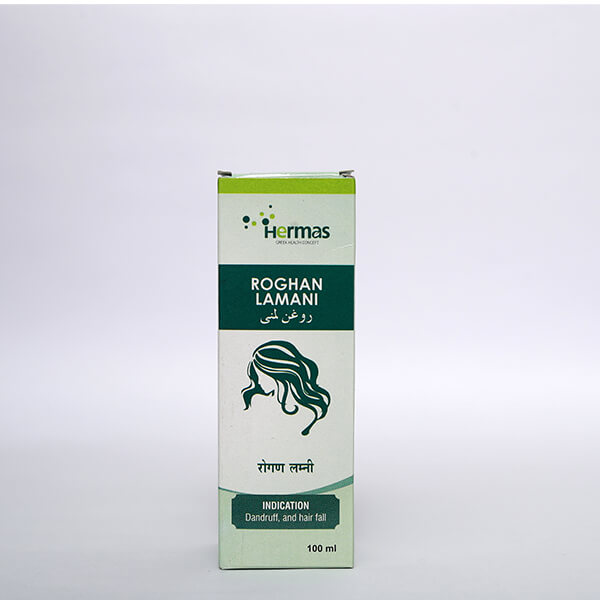 Hermas
GREEK HEALTH CONCEPT
ROGHAN
LAMANI
روغن لمنی
रोगण लम्नी
INDICATION
Dandruff, and hair fall
100 ml